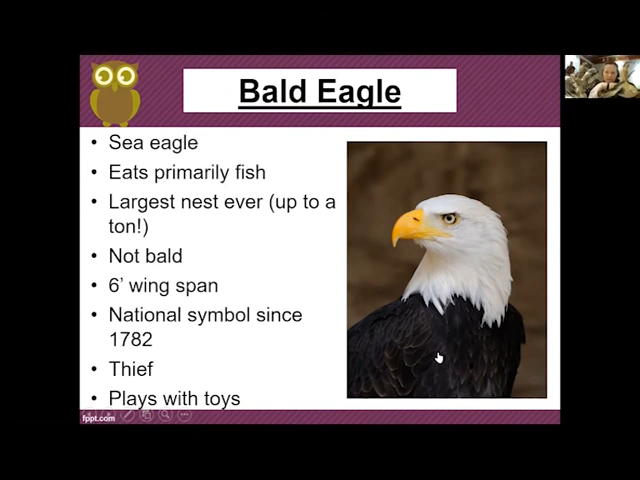 Bald Eagle
• Sea eagle
• Eats primarily fish
• Largest nest ever (up to a
ton!)
• Not bald
• 6’ wing span
• National symbol since
1782
• Thief
• Plays with toys
fppt.com